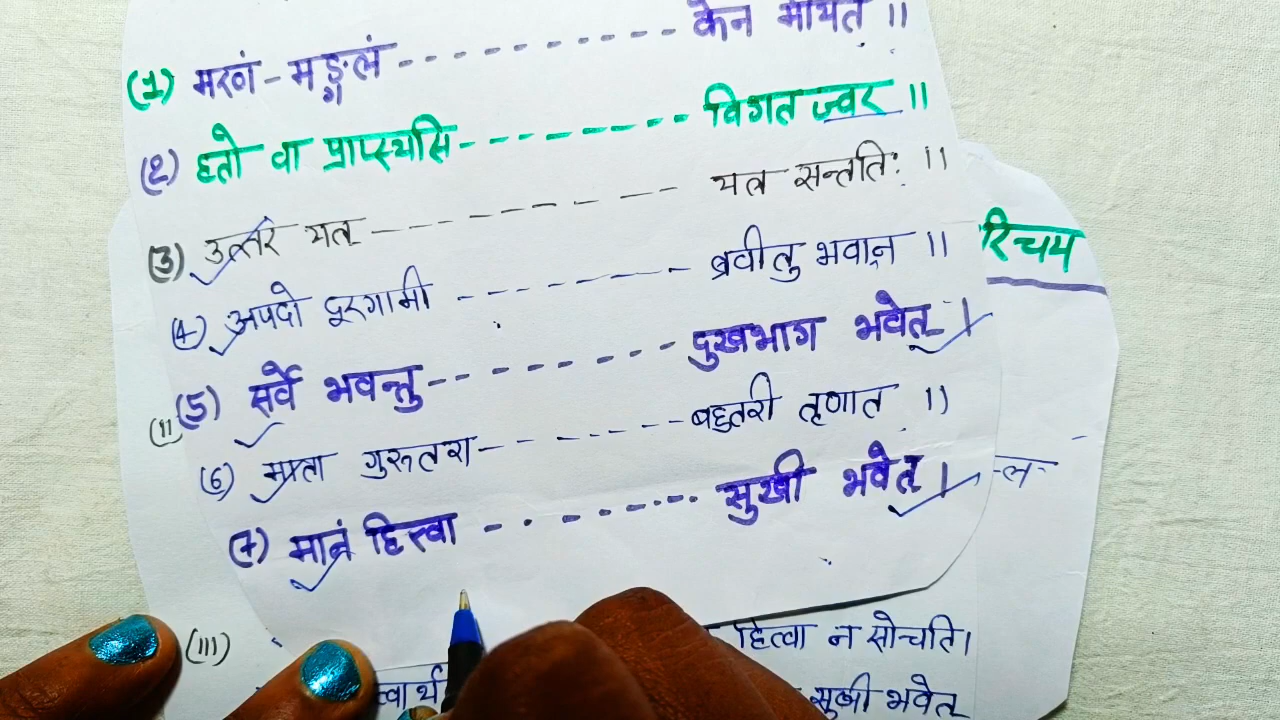 (1) मरणं - मङ्गलं ---------- केन मीयते ॥
(2) हतो वा प्राप्स्यसि -------- विगत ज्वर ॥
(3) उत्तरं यत् -------- यत्र सन्ततिः ॥
रिचय
(4) अपदो दूरगामी -------- ब्रवीतु भवान् ॥
(5) सर्वे भवन्तु -------- दुखभाग भवेत् ।
(II)
(6) माता गुरुतरा -------- बहुतरी तृणात ॥
(7) मानं हित्वा -------- सुखी भवेत् ।
(III) हित्वा न सोचति।
त्वार्थ सुखी भवेत्